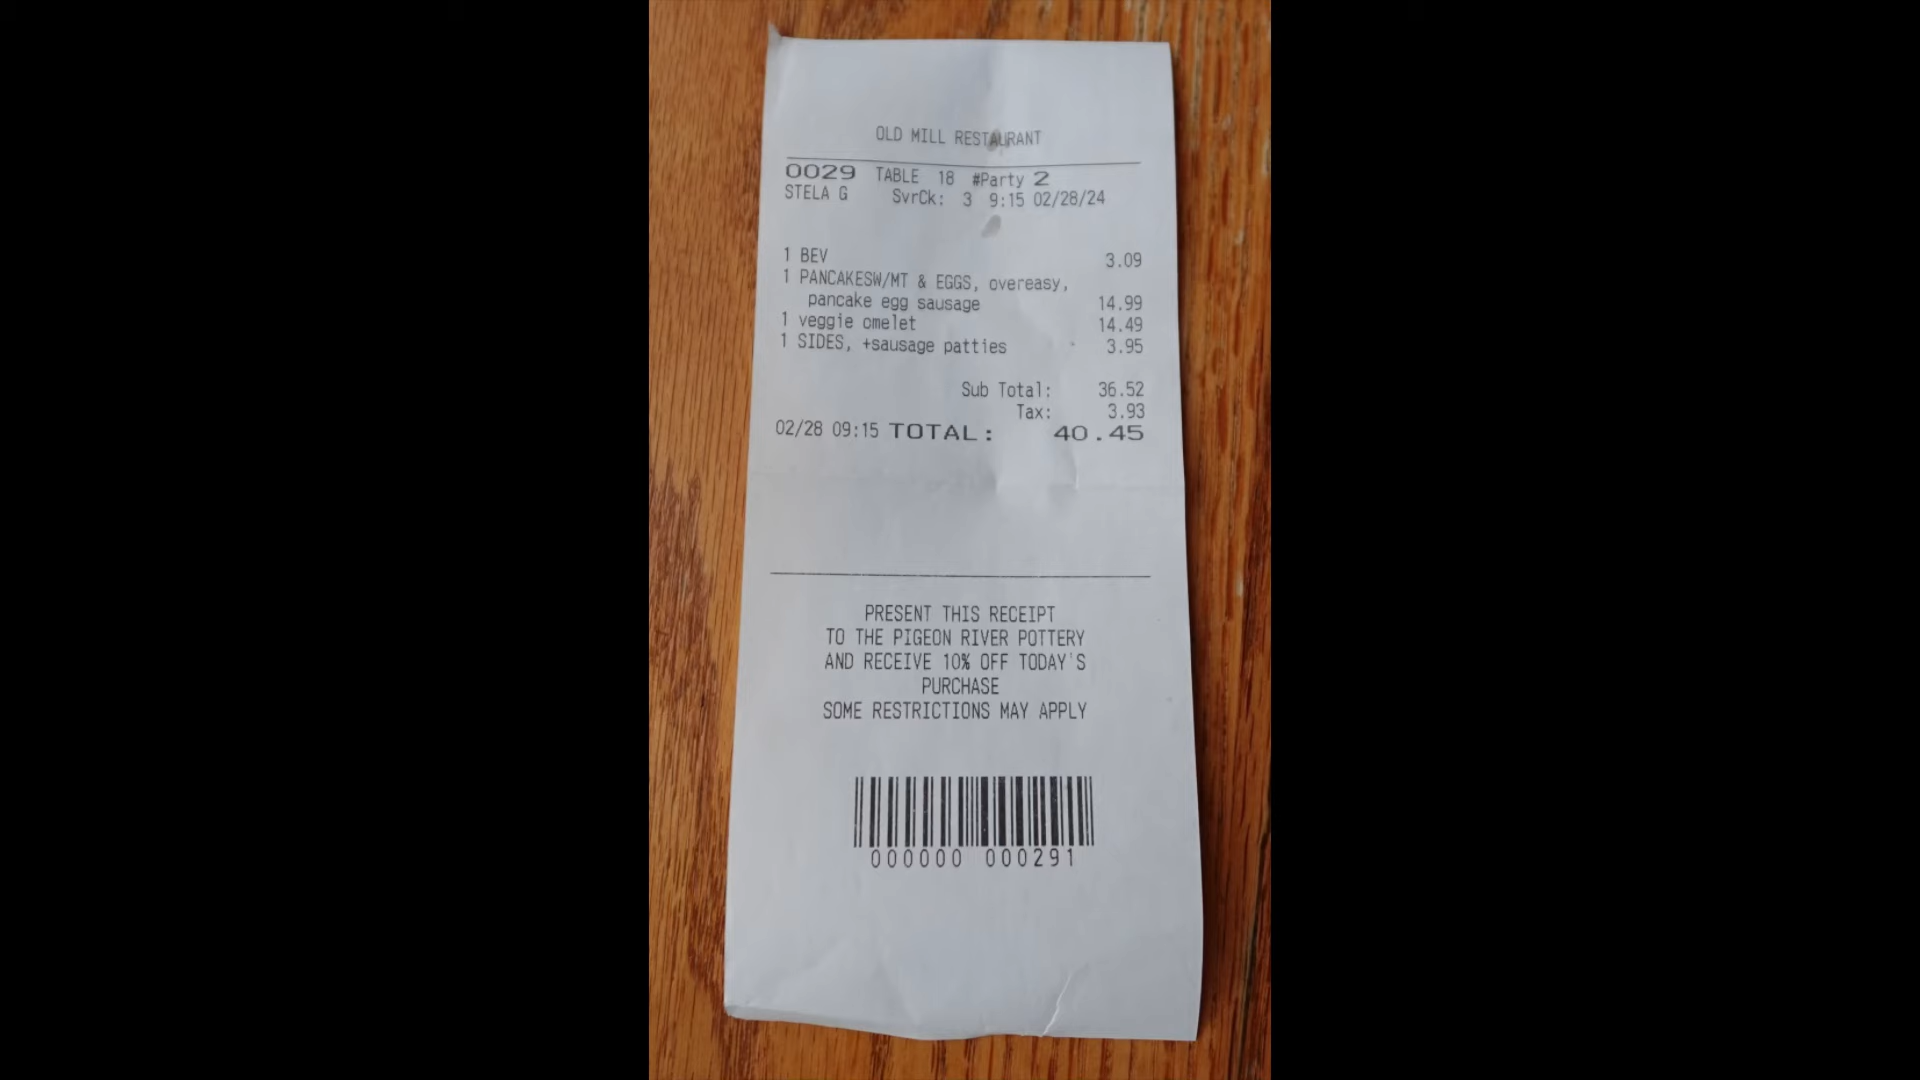 OLD MILL RESTAURANT
0029 TABLE 18 #Party 2
STELA G SvrCk: 3 9:15 02/28/24
1 BEV 3.09
1 PANCAKESW/MT & EGGS, overeasy,
pancake egg sausage 14.99
1 veggie omelet 14.49
1 SIDES, +sausage patties 3.95
Sub Total: 36.52
Tax: 3.93
02/28 09:15 TOTAL: 40.45
PRESENT THIS RECEIPT
TO THE PIGEON RIVER POTTERY
AND RECEIVE 10% OFF TODAY'S
PURCHASE
SOME RESTRICTIONS MAY APPLY
000000 000291